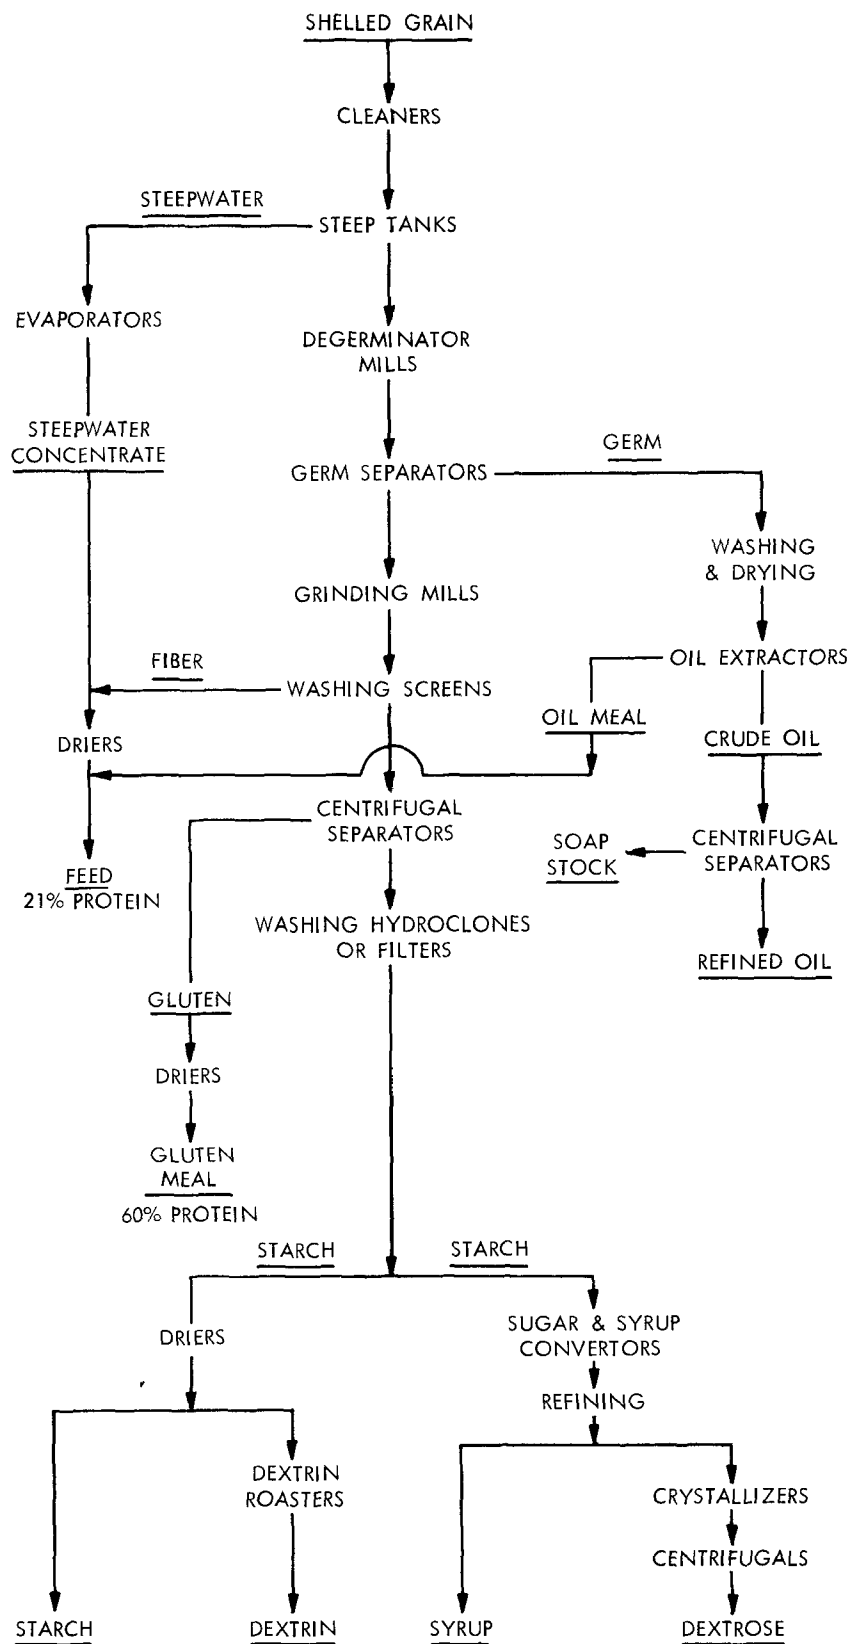 SHELLED GRAIN
CLEANERS
STEEPWATER
STEEP TANKS
EVAPORATORS
DEGERMINATOR
MILLS
STEEPWATER
CONCENTRATE
GERM
GERM SEPARATORS
WASHING
& DRYING
GRINDING MILLS
FIBER
WASHING SCREENS
OIL EXTRACTORS
OIL MEAL
DRIERS
CRUDE OIL
CENTRIFUGAL
SEPARATORS
SOAP
STOCK
CENTRIFUGAL
SEPARATORS
FEED
21% PROTEIN
WASHING HYDROCLONES
OR FILTERS
REFINED OIL
GLUTEN
DRIERS
GLUTEN
MEAL
60% PROTEIN
STARCH STARCH
DRIERS
SUGAR & SYRUP
CONVERTORS
REFINING
DEXTRIN
ROASTERS
CRYSTALLIZERS
CENTRIFUGALS
STARCH DEXTRIN SYRUP DEXTROSE